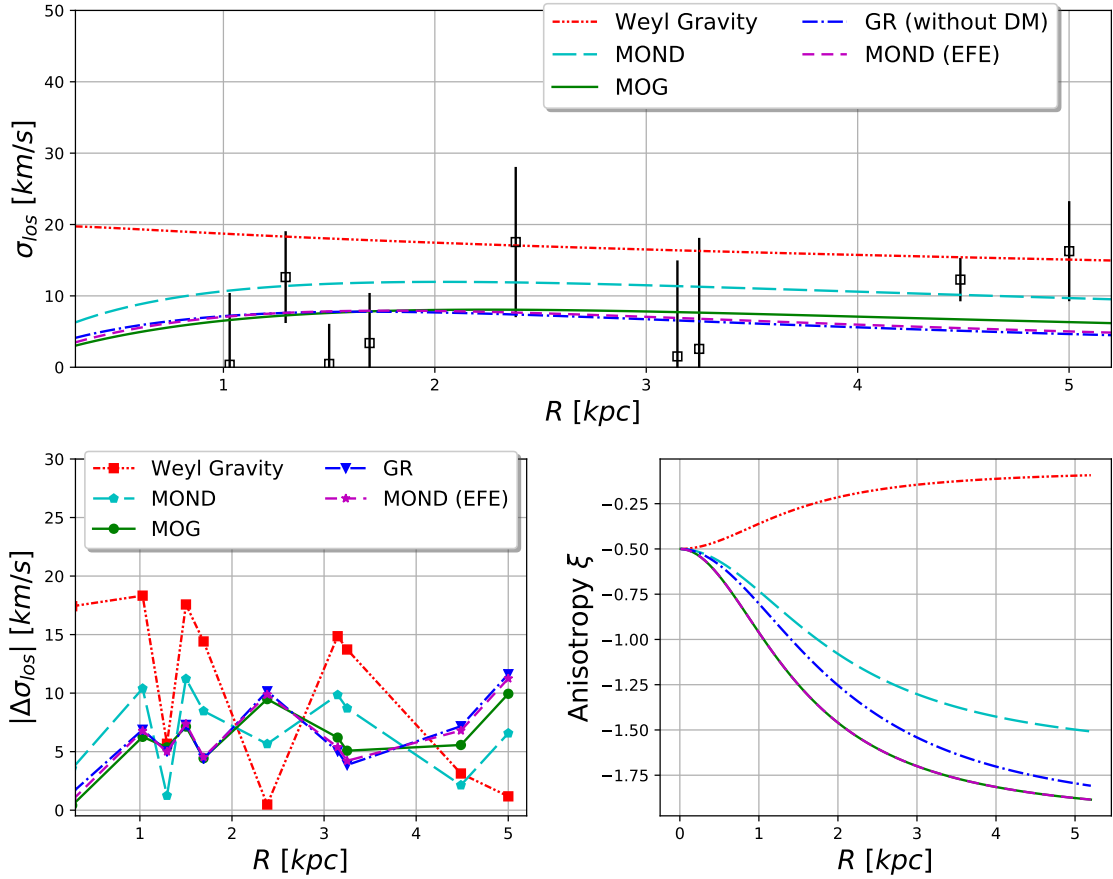 50
40
30
20
10
0
σ_los [km/s]
Weyl Gravity
MOND
MOG
GR (without DM)
MOND (EFE)
1 2 3 4 5
R [kpc]
30
25
20
15
10
5
0
|Δσ_los| [km/s]
Weyl Gravity
MOND
MOG
GR
MOND (EFE)
1 2 3 4 5
R [kpc]
−0.25
−0.50
−0.75
−1.00
−1.25
−1.50
−1.75
Anisotropy ξ
0 1 2 3 4 5
R [kpc]